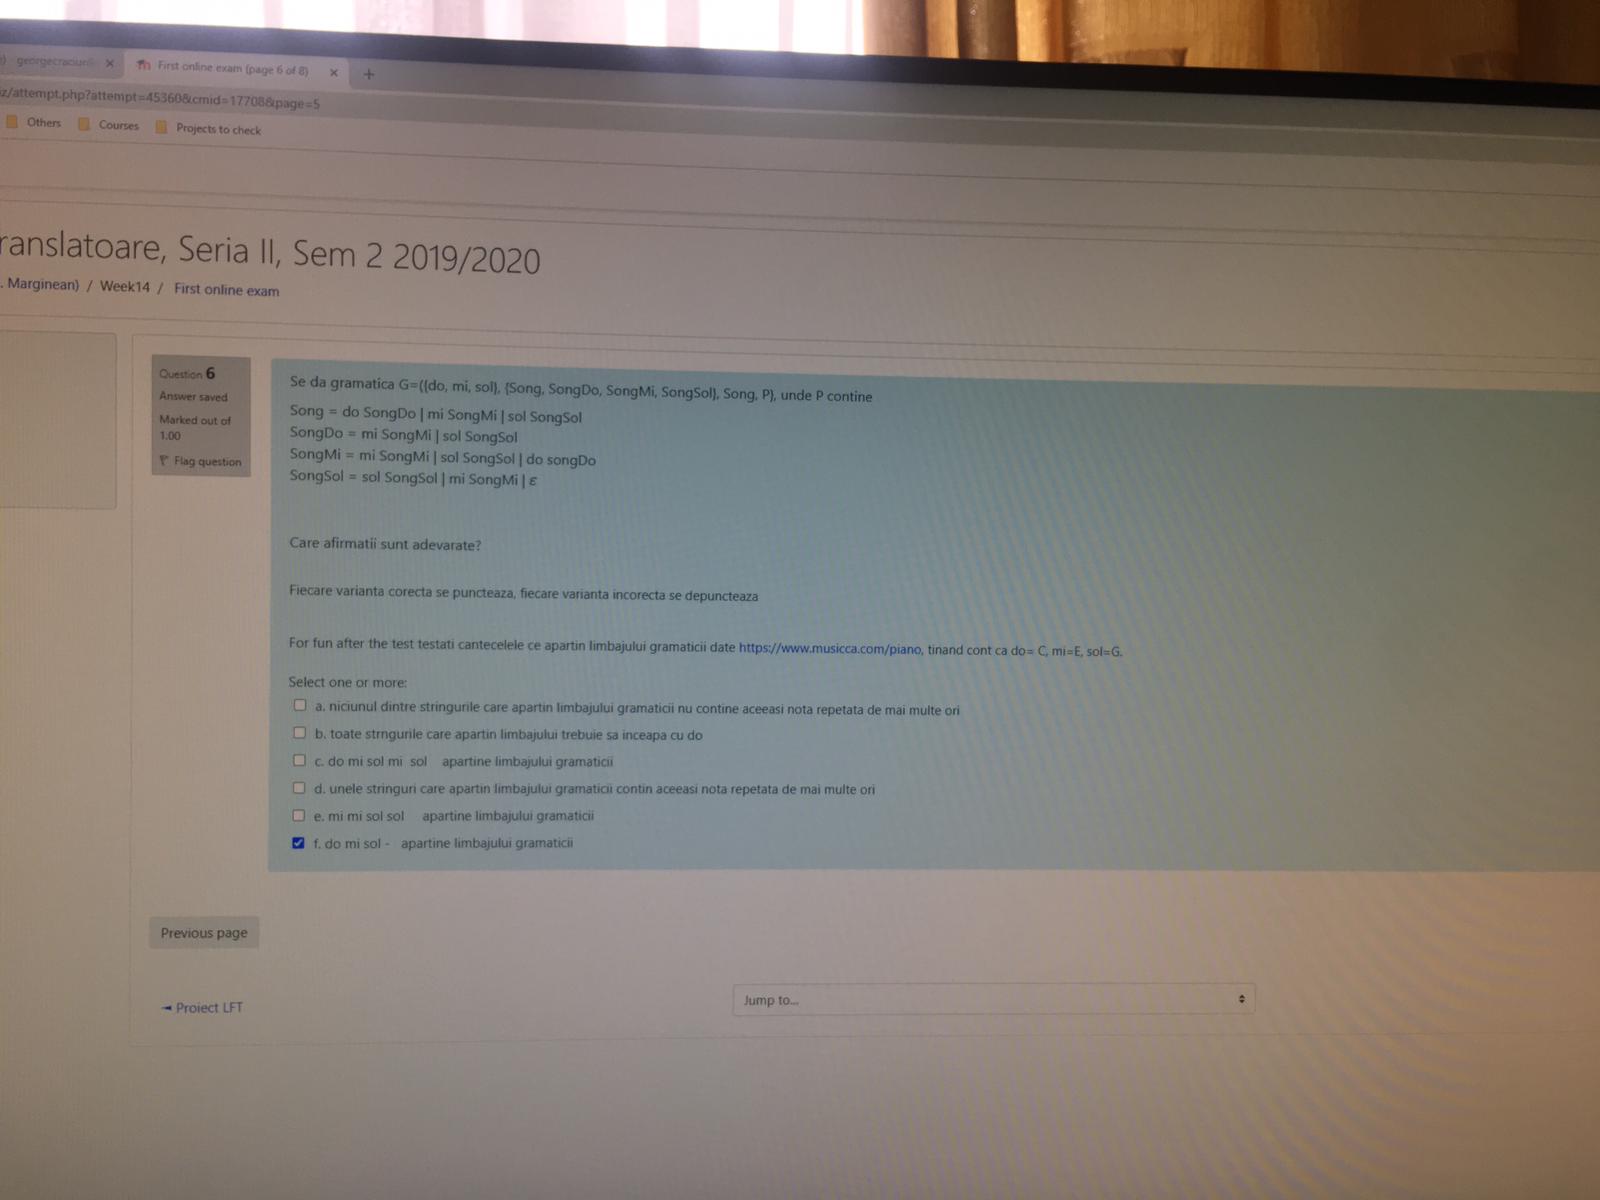 First online exam (page 6 of 8)
iz/attempt.php?attempt=45360&cmid=17708&page=5
Others Courses Projects to check
ranslatoare, Seria II, Sem 2 2019/2020
. Marginean) / Week14 / First online exam
Question 6
Answer saved
Marked out of
1.00
Flag question
Se da gramatica G=({do, mi, sol}, {Song, SongDo, SongMi, SongSol}, Song, P}, unde P contine
Song = do SongDo | mi SongMi | sol SongSol
SongDo = mi SongMi | sol SongSol
SongMi = mi SongMi | sol SongSol | do songDo
SongSol = sol SongSol | mi SongMi | ε
Care afirmatii sunt adevarate?
Fiecare varianta corecta se puncteaza, fiecare varianta incorecta se depuncteaza
For fun after the test testati cantecelele ce apartin limbajului gramaticii date https://www.musicca.com/piano, tinand cont ca do= C, mi=E, sol=G.
Select one or more:
a. niciunul dintre stringurile care apartin limbajului gramaticii nu contine aceeasi nota repetata de mai multe ori
b. toate strngurile care apartin limbajului trebuie sa inceapa cu do
c. do mi sol mi sol apartine limbajului gramaticii
d. unele stringuri care apartin limbajului gramaticii contin aceeasi nota repetata de mai multe ori
e. mi mi sol sol apartine limbajului gramaticii
f. do mi sol - apartine limbajului gramaticii
Previous page
◄ Proiect LFT
Jump to...